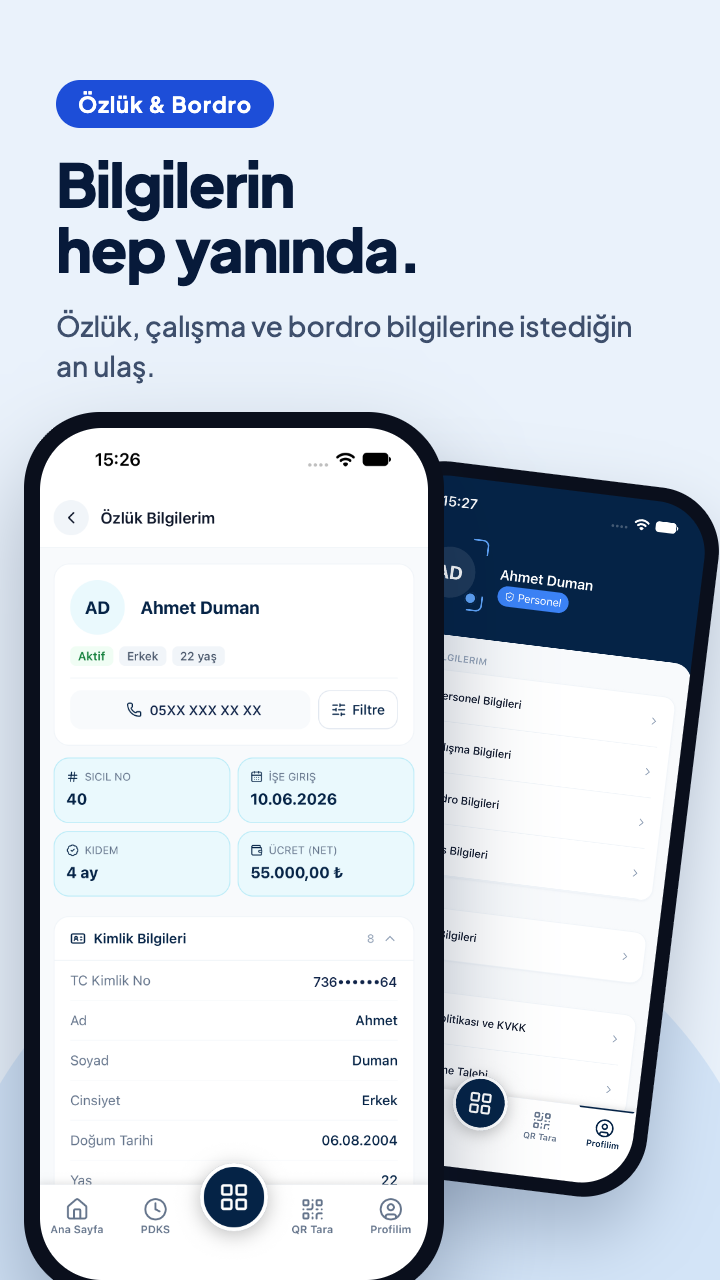 Özlük & Bordro
Bilgilerin
hep yanında.
Özlük, çalışma ve bordro bilgilerine istediğin
an ulaş.
15:26
Özlük Bilgilerim
AD
Ahmet Duman
Aktif
Erkek
22 yaş
05XX XXX XX XX
Filtre
SICIL NO
40
İŞE GIRIŞ
10.06.2026
KIDEM
4 ay
ÜCRET (NET)
55.000,00 ₺
Kimlik Bilgileri
8
TC Kimlik No
736••••••64
Ad
Ahmet
Soyad
Duman
Cinsiyet
Erkek
Doğum Tarihi
06.08.2004
Yaş
22
Ana Sayfa
PDKS
QR Tara
Profilim
15:27
AD
Ahmet Duman
Personel
LGILERIM
ersonel Bilgileri
lışma Bilgileri
dro Bilgileri
s Bilgileri
Bilgileri
olitikası ve KVKK
me Talebi
QR Tara
Profilim